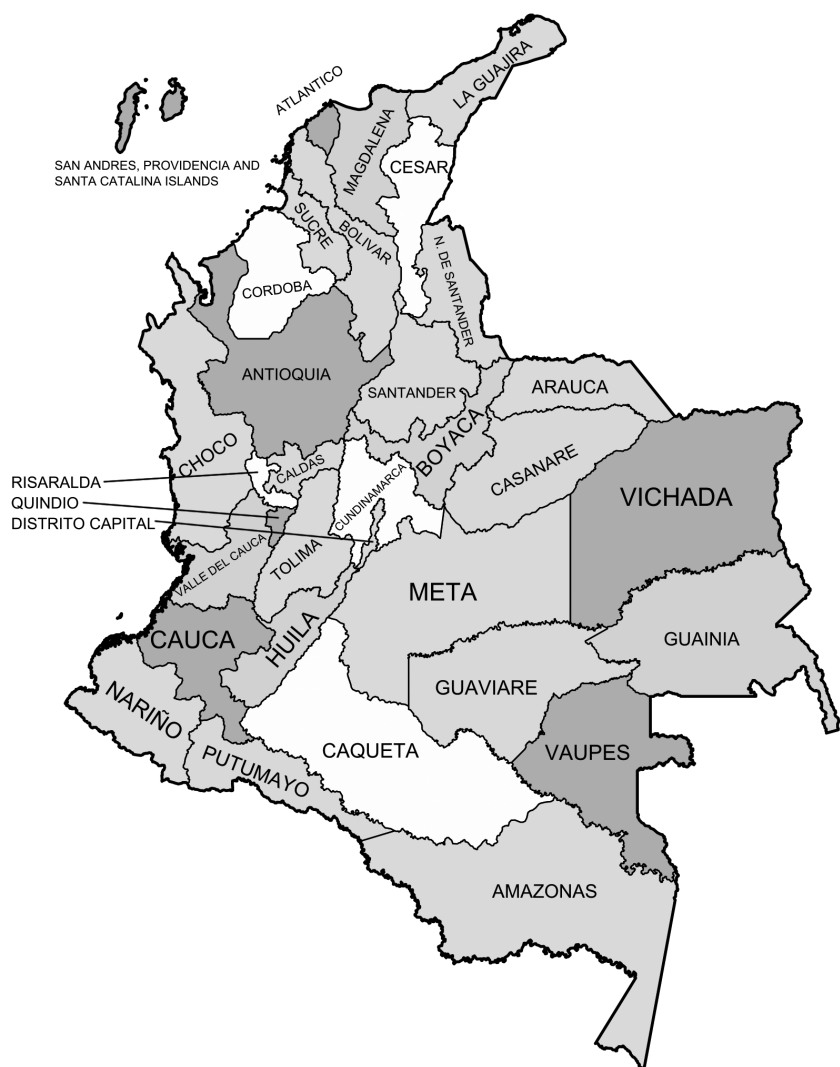 LA GUAJIRA
ATLANTICO
MAGDALENA
CESAR
SAN ANDRES, PROVIDENCIA AND
SANTA CATALINA ISLANDS
SUCRE
BOLIVAR
N. DE SANTANDER
CORDOBA
ANTIOQUIA
SANTANDER
ARAUCA
BOYACA
CHOCO
CALDAS
CASANARE
RISARALDA
CUNDINAMARCA
QUINDIO
VICHADA
DISTRITO CAPITAL
TOLIMA
VALLE DEL CAUCA
META
CAUCA
HUILA
GUAINIA
GUAVIARE
NARIÑO
CAQUETA
VAUPES
PUTUMAYO
AMAZONAS